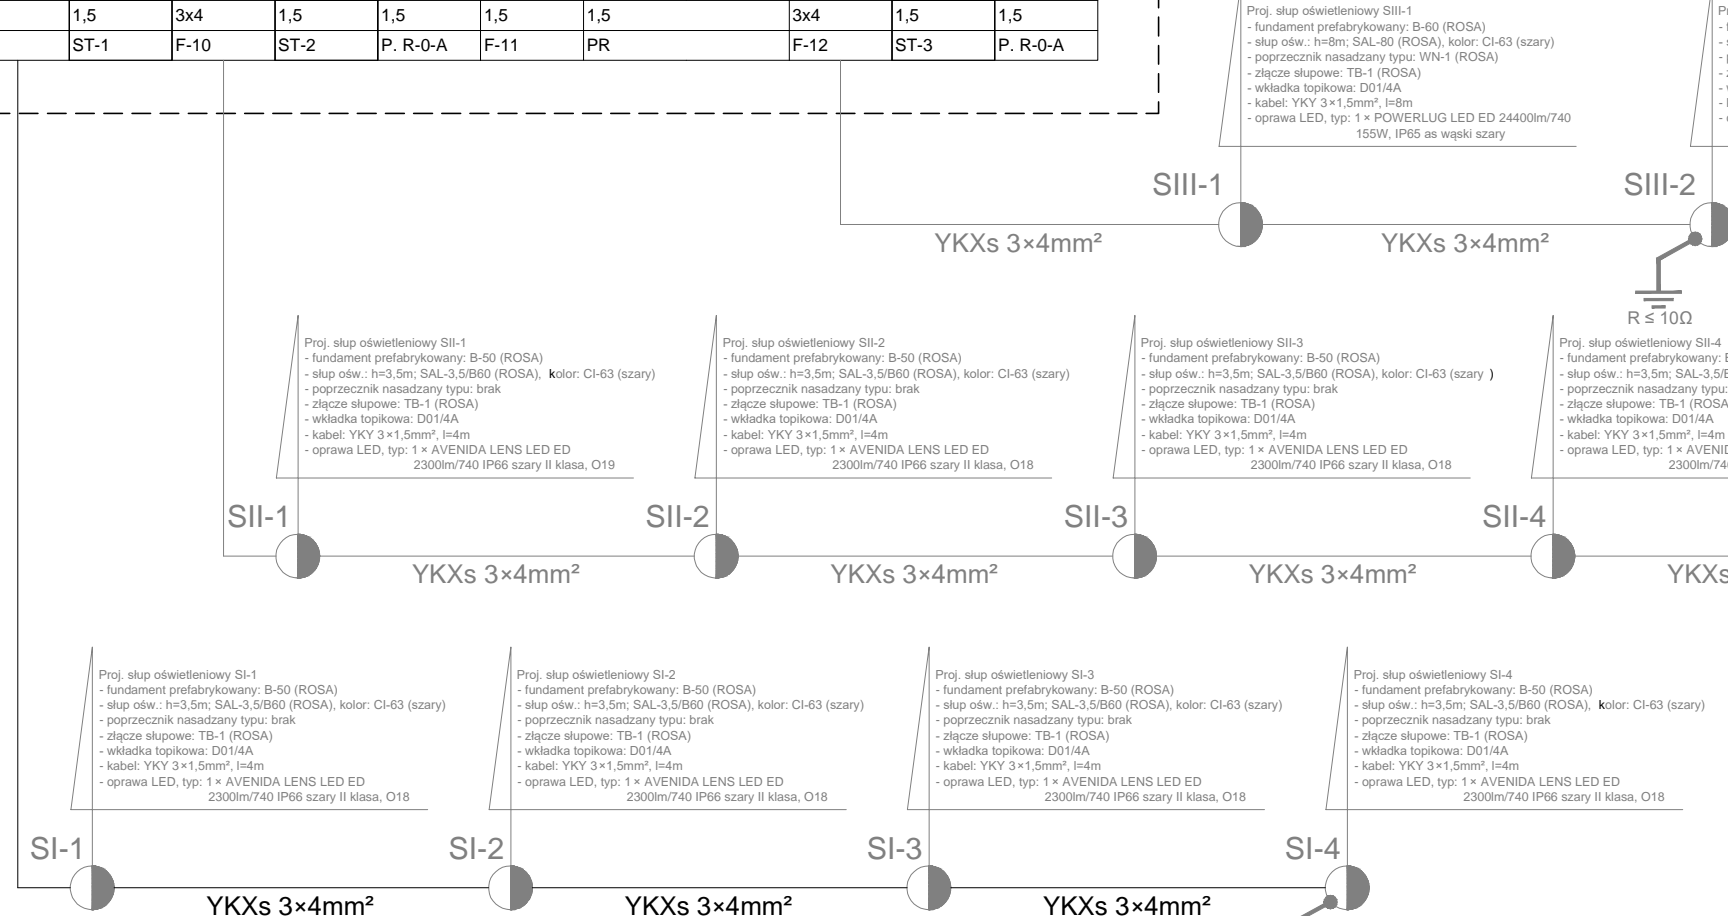 1,5 3x4 1,5 1,5 1,5 1,5 3x4 1,5 1,5
ST-1 F-10 ST-2 P. R-0-A F-11 PR F-12 ST-3 P. R-0-A
Proj. słup oświetleniowy SIII-1
- fundament prefabrykowany: B-60 (ROSA)
- słup ośw.: h=8m; SAL-80 (ROSA), kolor: CI-63 (szary)
- poprzecznik nasadzany typu: WN-1 (ROSA)
- złącze słupowe: TB-1 (ROSA)
- wkładka topikowa: D01/4A
- kabel: YKY 3×1,5mm², l=8m
- oprawa LED, typ: 1 × POWERLUG LED ED 24400lm/740
155W, IP65 as wąski szary
SIII-1
SIII-2
YKXs 3×4mm²
YKXs 3×4mm²
R ≤ 10Ω
Proj. słup oświetleniowy SII-1
- fundament prefabrykowany: B-50 (ROSA)
- słup ośw.: h=3,5m; SAL-3,5/B60 (ROSA), kolor: CI-63 (szary)
- poprzecznik nasadzany typu: brak
- złącze słupowe: TB-1 (ROSA)
- wkładka topikowa: D01/4A
- kabel: YKY 3×1,5mm², l=4m
- oprawa LED, typ: 1 × AVENIDA LENS LED ED
2300lm/740 IP66 szary II klasa, O19
Proj. słup oświetleniowy SII-2
- fundament prefabrykowany: B-50 (ROSA)
- słup ośw.: h=3,5m; SAL-3,5/B60 (ROSA), kolor: CI-63 (szary)
- poprzecznik nasadzany typu: brak
- złącze słupowe: TB-1 (ROSA)
- wkładka topikowa: D01/4A
- kabel: YKY 3×1,5mm², l=4m
- oprawa LED, typ: 1 × AVENIDA LENS LED ED
2300lm/740 IP66 szary II klasa, O18
Proj. słup oświetleniowy SII-3
- fundament prefabrykowany: B-50 (ROSA)
- słup ośw.: h=3,5m; SAL-3,5/B60 (ROSA), kolor: CI-63 (szary )
- poprzecznik nasadzany typu: brak
- złącze słupowe: TB-1 (ROSA)
- wkładka topikowa: D01/4A
- kabel: YKY 3×1,5mm², l=4m
- oprawa LED, typ: 1 × AVENIDA LENS LED ED
2300lm/740 IP66 szary II klasa, O18
Proj. słup oświetleniowy SII-4
- fundament prefabrykowany:
- słup ośw.: h=3,5m;
- poprzecznik nasadzany typu:
- złącze słupowe: TB-1
- wkładka topikowa: D01/4A
- kabel: YKY 3×1,5mm², l=4m
- oprawa LED, typ: 1 ×
SII-1
SII-2
SII-3
SII-4
YKXs 3×4mm²
YKXs 3×4mm²
YKXs 3×4mm²
YKXs
Proj. słup oświetleniowy SI-1
- fundament prefabrykowany: B-50 (ROSA)
- słup ośw.: h=3,5m; SAL-3,5/B60 (ROSA), kolor: CI-63 (szary)
- poprzecznik nasadzany typu: brak
- złącze słupowe: TB-1 (ROSA)
- wkładka topikowa: D01/4A
- kabel: YKY 3×1,5mm², l=4m
- oprawa LED, typ: 1 × AVENIDA LENS LED ED
2300lm/740 IP66 szary II klasa, O18
Proj. słup oświetleniowy SI-2
- fundament prefabrykowany: B-50 (ROSA)
- słup ośw.: h=3,5m; SAL-3,5/B60 (ROSA), kolor: CI-63 (szary)
- poprzecznik nasadzany typu: brak
- złącze słupowe: TB-1 (ROSA)
- wkładka topikowa: D01/4A
- kabel: YKY 3×1,5mm², l=4m
- oprawa LED, typ: 1 × AVENIDA LENS LED ED
2300lm/740 IP66 szary II klasa, O18
Proj. słup oświetleniowy SI-3
- fundament prefabrykowany: B-50 (ROSA)
- słup ośw.: h=3,5m; SAL-3,5/B60 (ROSA), kolor: CI-63 (szary)
- poprzecznik nasadzany typu: brak
- złącze słupowe: TB-1 (ROSA)
- wkładka topikowa: D01/4A
- kabel: YKY 3×1,5mm², l=4m
- oprawa LED, typ: 1 × AVENIDA LENS LED ED
2300lm/740 IP66 szary II klasa, O18
Proj. słup oświetleniowy SI-4
- fundament prefabrykowany: B-50 (ROSA)
- słup ośw.: h=3,5m; SAL-3,5/B60 (ROSA), kolor: CI-63 (szary)
- poprzecznik nasadzany typu: brak
- złącze słupowe: TB-1 (ROSA)
- wkładka topikowa: D01/4A
- kabel: YKY 3×1,5mm², l=4m
- oprawa LED, typ: 1 × AVENIDA LENS LED ED
2300lm/740 IP66 szary II klasa, O18
SI-1
SI-2
SI-3
SI-4
YKXs 3×4mm²
YKXs 3×4mm²
YKXs 3×4mm²